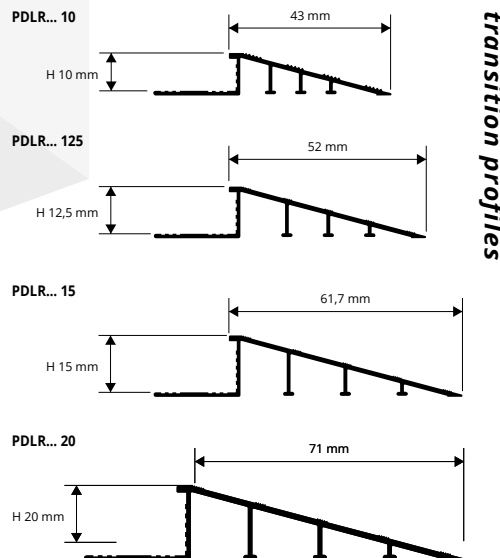 PDLR... 10
43 mm
H 10 mm
PDLR... 125
52 mm
H 12,5 mm
PDLR... 15
61,7 mm
H 15 mm
PDLR... 20
71 mm
H 20 mm
transition profiles